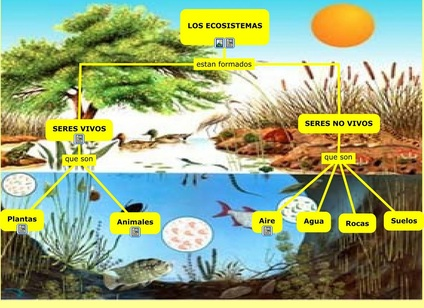 LOS ECOSISTEMAS
estan formados
SERES VIVOS
SERES NO VIVOS
que son
que son
Plantas
Animales
Aire
Agua
Rocas
Suelos